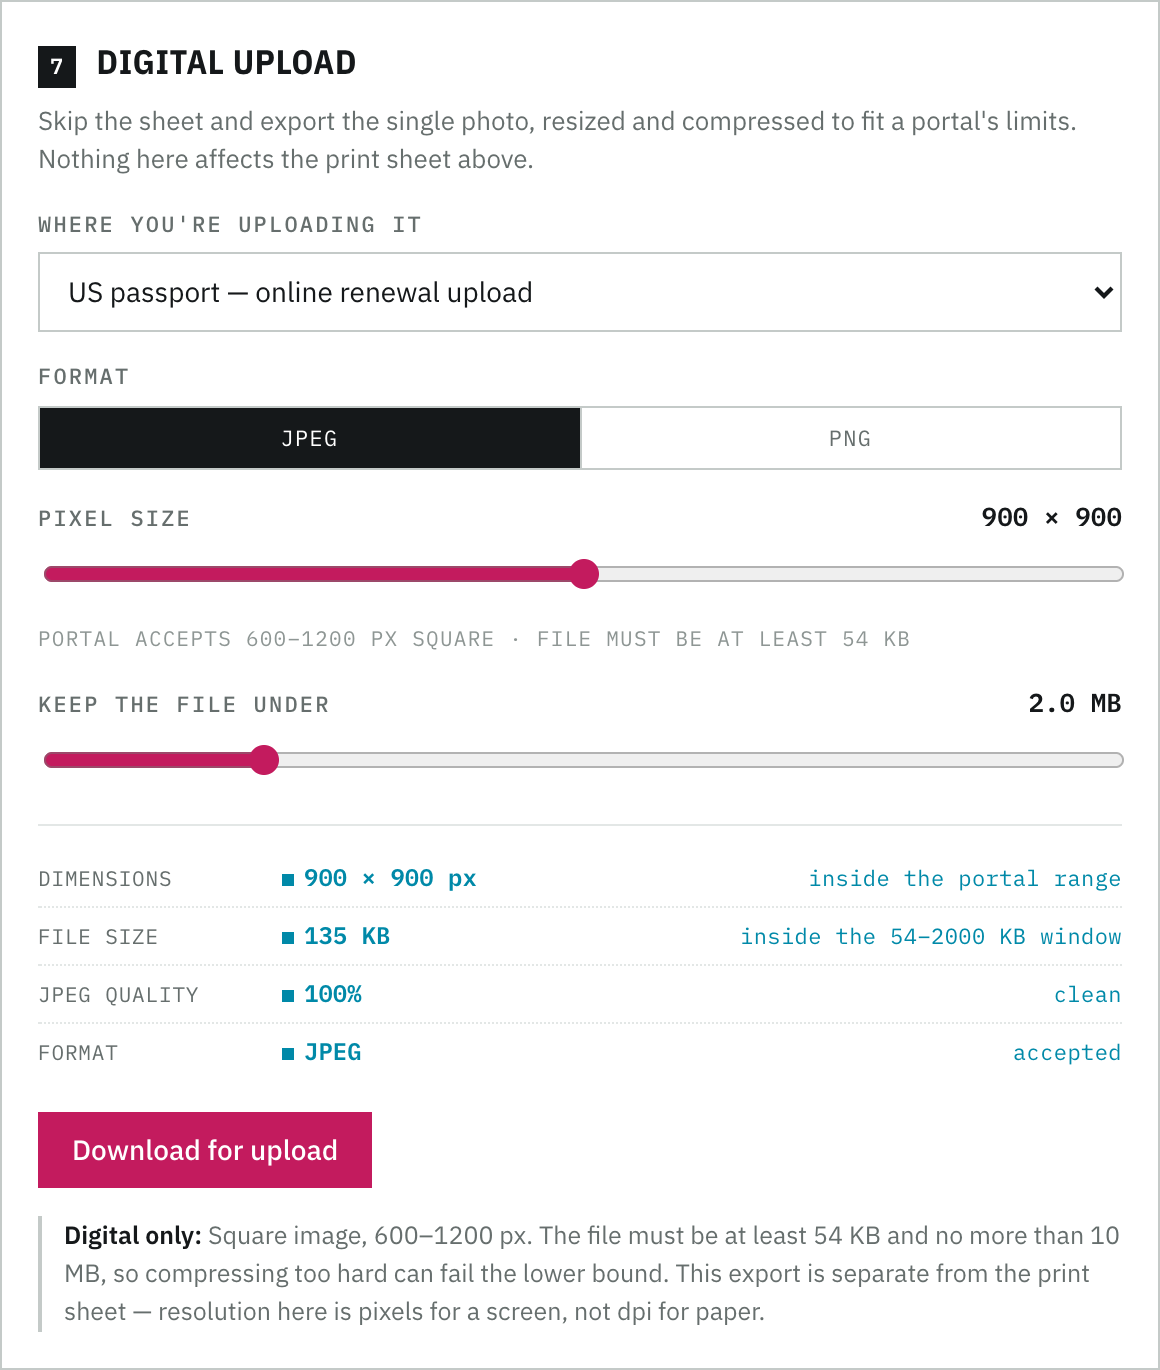 7 DIGITAL UPLOAD
Skip the sheet and export the single photo, resized and compressed to fit a portal's limits.
Nothing here affects the print sheet above.
WHERE YOU'RE UPLOADING IT
US passport — online renewal upload
FORMAT
JPEG PNG
PIXEL SIZE 900 × 900
PORTAL ACCEPTS 600–1200 PX SQUARE · FILE MUST BE AT LEAST 54 KB
KEEP THE FILE UNDER 2.0 MB
DIMENSIONS 900 × 900 px inside the portal range
FILE SIZE 135 KB inside the 54–2000 KB window
JPEG QUALITY 100% clean
FORMAT JPEG accepted
Download for upload
Digital only: Square image, 600–1200 px. The file must be at least 54 KB and no more than 10
MB, so compressing too hard can fail the lower bound. This export is separate from the print
sheet — resolution here is pixels for a screen, not dpi for paper.